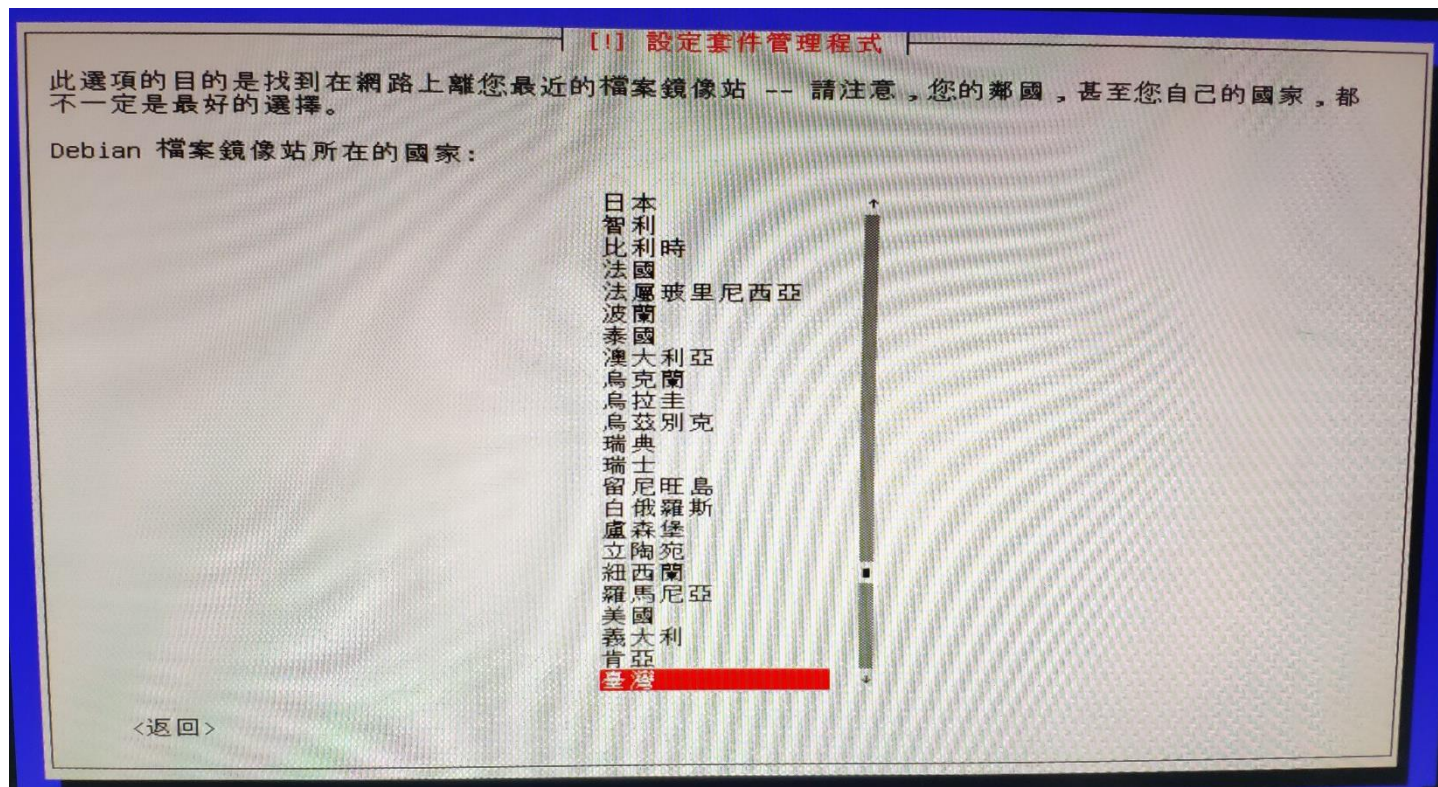 [!] 設定套件管理程式
此選項的目的是找到在網路上離您最近的檔案鏡像站 -- 請注意，您的鄰國，甚至您自己的國家，都
不一定是最好的選擇。
Debian 檔案鏡像站所在的國家：
日本
智利
比利時
法國
法屬玻里尼西亞
波蘭
泰國
澳大利亞
烏克蘭
烏拉圭
烏茲別克
瑞典
瑞士
留尼旺島
白俄羅斯
盧森堡
立陶宛
紐西蘭
羅馬尼亞
美國
義大利
肯亞
臺灣
<返回>